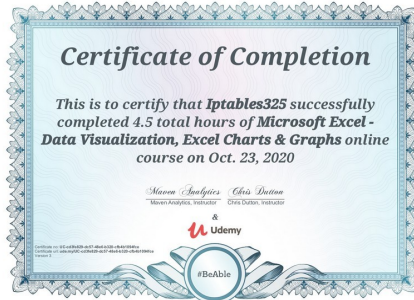 Certificate of Completion
This is to certify that Iptables325 successfully
completed 4.5 total hours of Microsoft Excel -
Data Visualization, Excel Charts & Graphs online
course on Oct. 23, 2020
Maven Analytics Chris Dutton
Maven Analytics, Instructor Chris Dutton, Instructor
&
Udemy
#BeAble